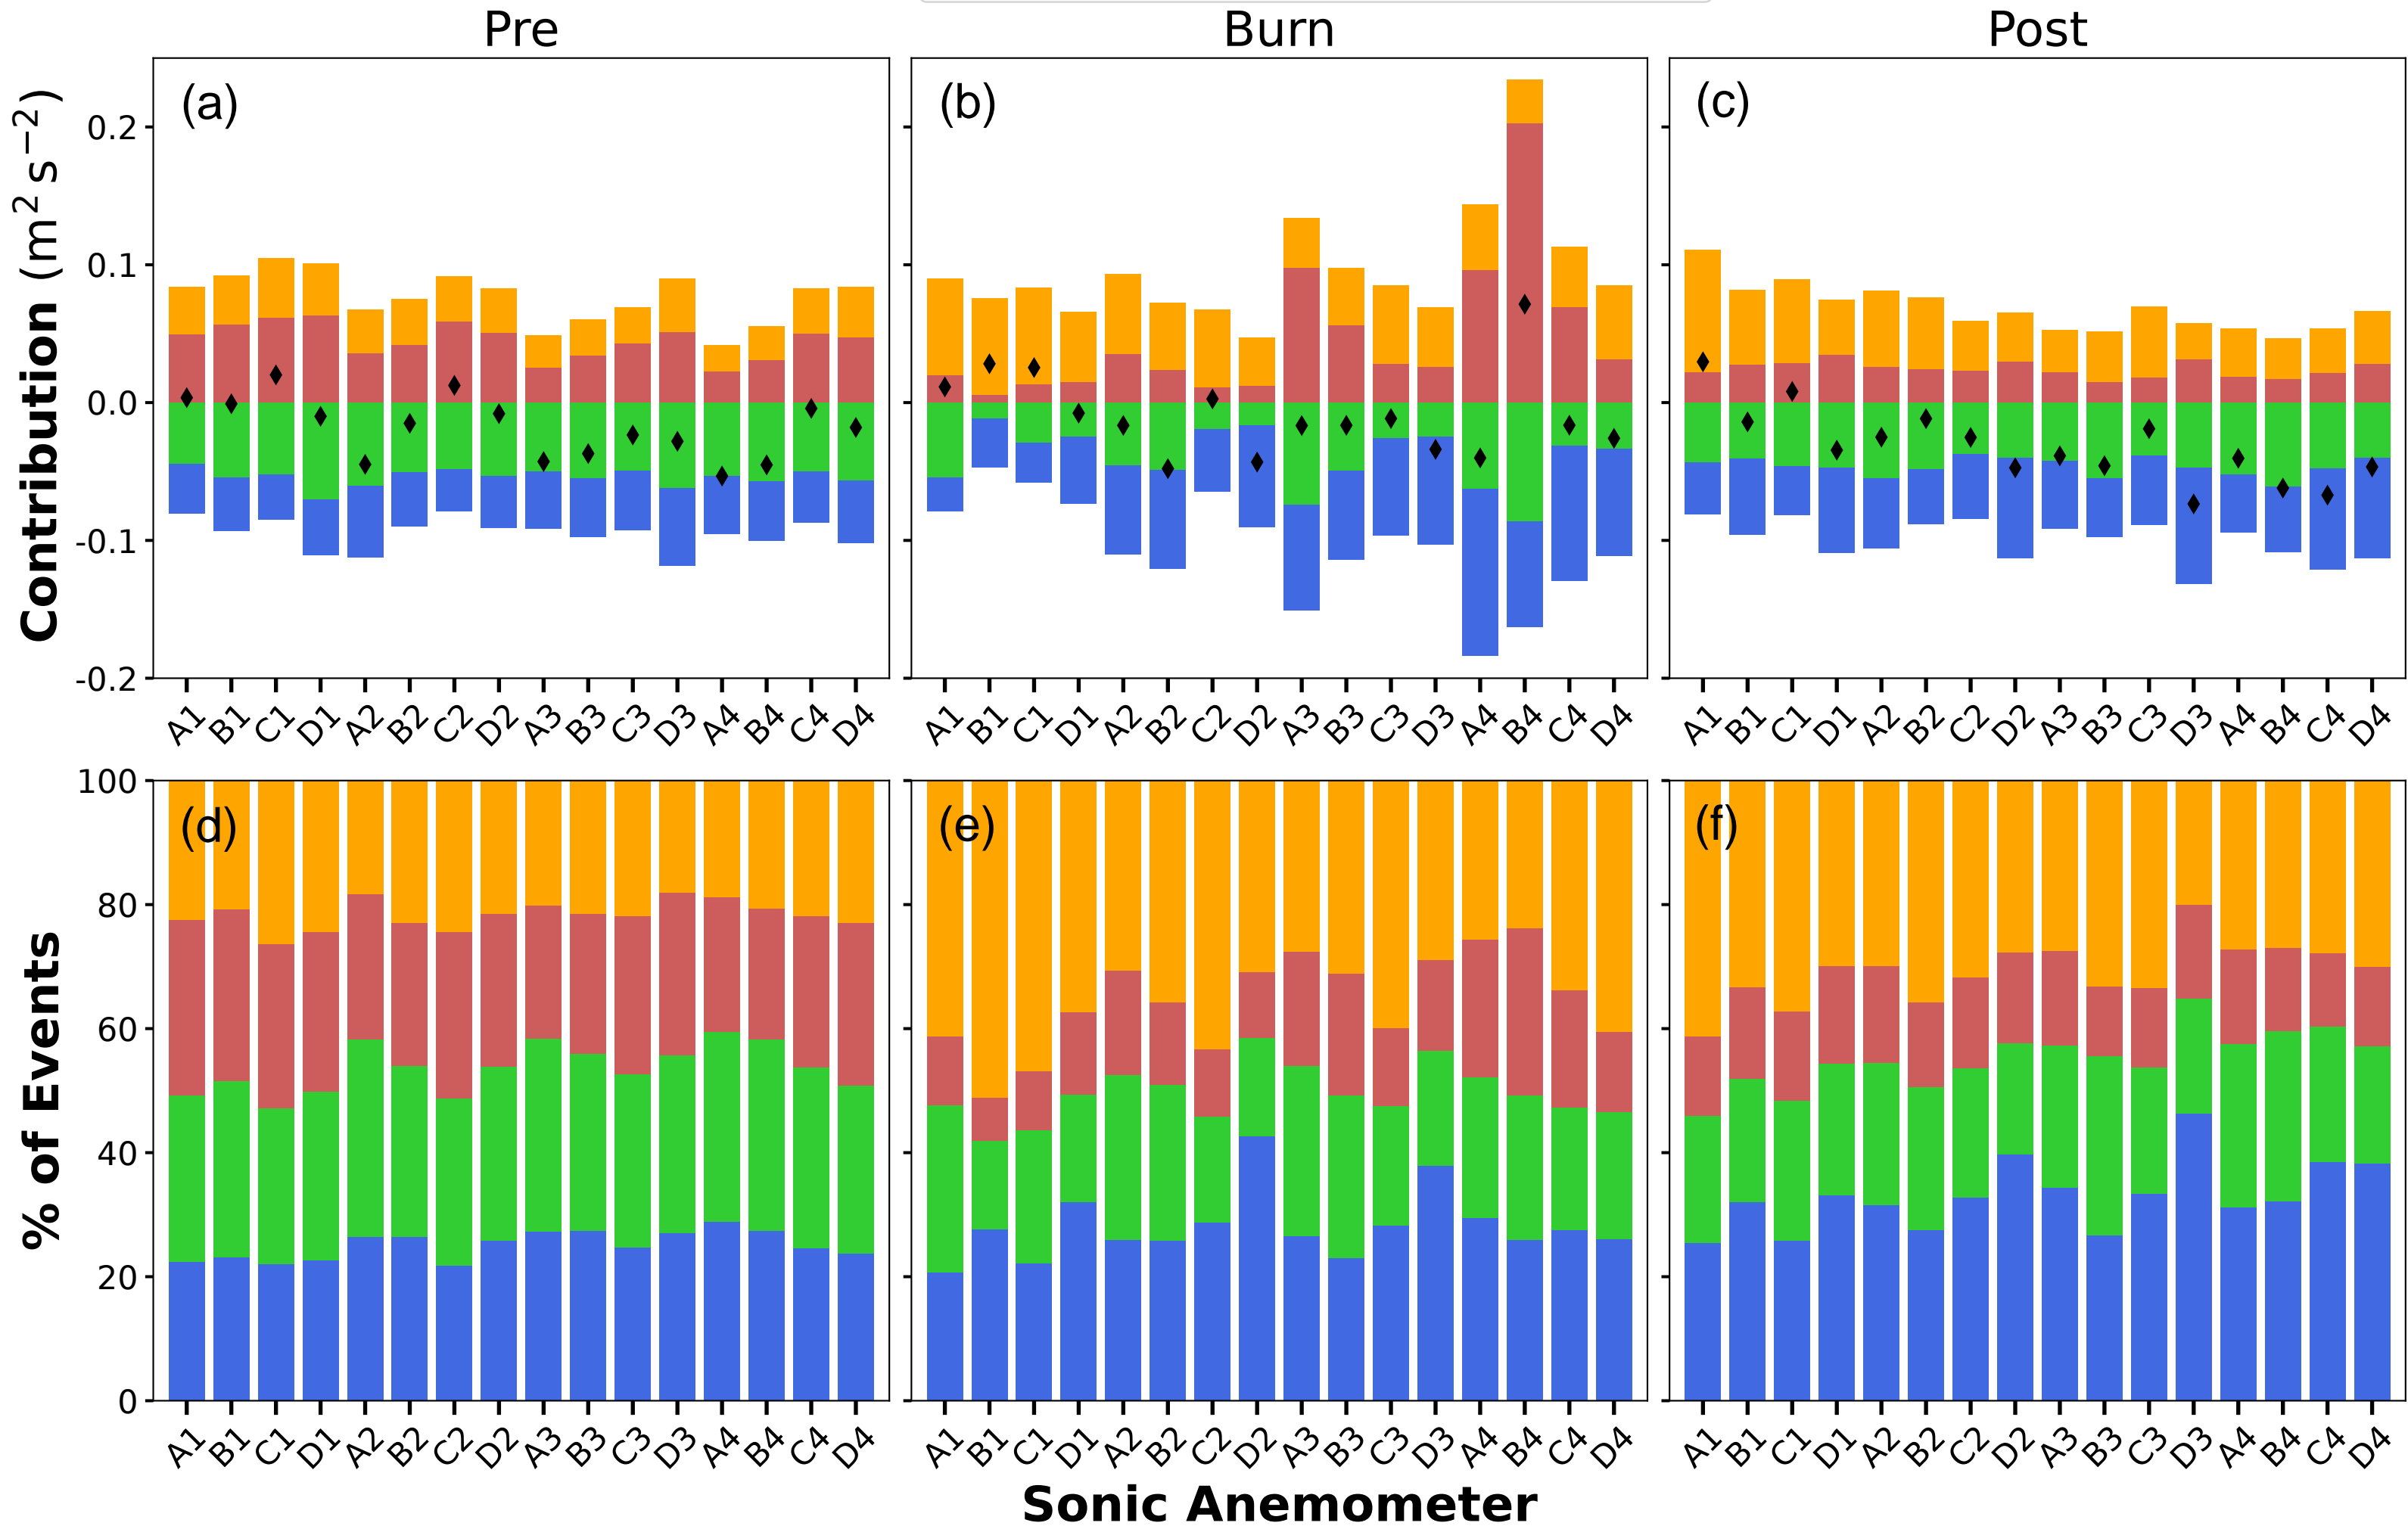 Pre Burn Post
(a) (b) (c)
Contribution (m² s⁻²)
0.2
0.1
0.0
-0.1
-0.2
A1 B1 C1 D1 A2 B2 C2 D2 A3 B3 C3 D3 A4 B4 C4 D4
A1 B1 C1 D1 A2 B2 C2 D2 A3 B3 C3 D3 A4 B4 C4 D4
A1 B1 C1 D1 A2 B2 C2 D2 A3 B3 C3 D3 A4 B4 C4 D4
(d) (e) (f)
% of Events
100
80
60
40
20
0
A1 B1 C1 D1 A2 B2 C2 D2 A3 B3 C3 D3 A4 B4 C4 D4
A1 B1 C1 D1 A2 B2 C2 D2 A3 B3 C3 D3 A4 B4 C4 D4
A1 B1 C1 D1 A2 B2 C2 D2 A3 B3 C3 D3 A4 B4 C4 D4
Sonic Anemometer